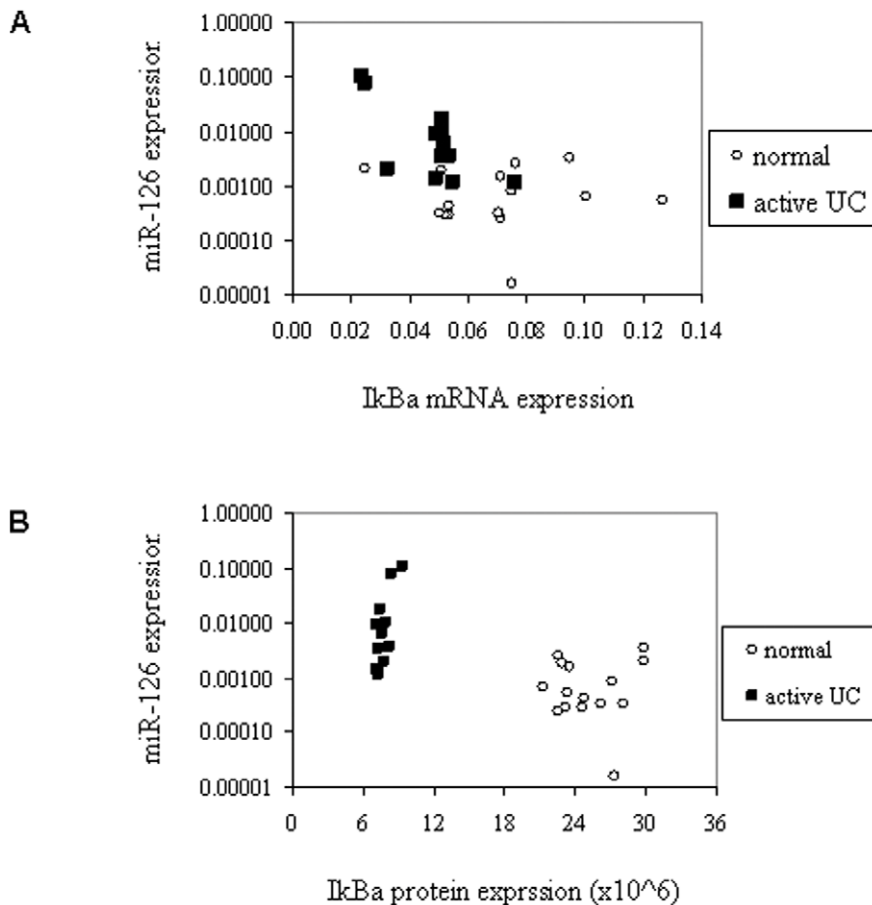 A
miR-126 expression
1.00000
0.10000
0.01000
0.00100
0.00010
0.00001
0.00 0.02 0.04 0.06 0.08 0.10 0.12 0.14
IkBa mRNA expression
normal
active UC
B
miR-126 expression
1.00000
0.10000
0.01000
0.00100
0.00010
0.00001
0 6 12 18 24 30 36
IkBa protein exprssion (x10^6)
normal
active UC